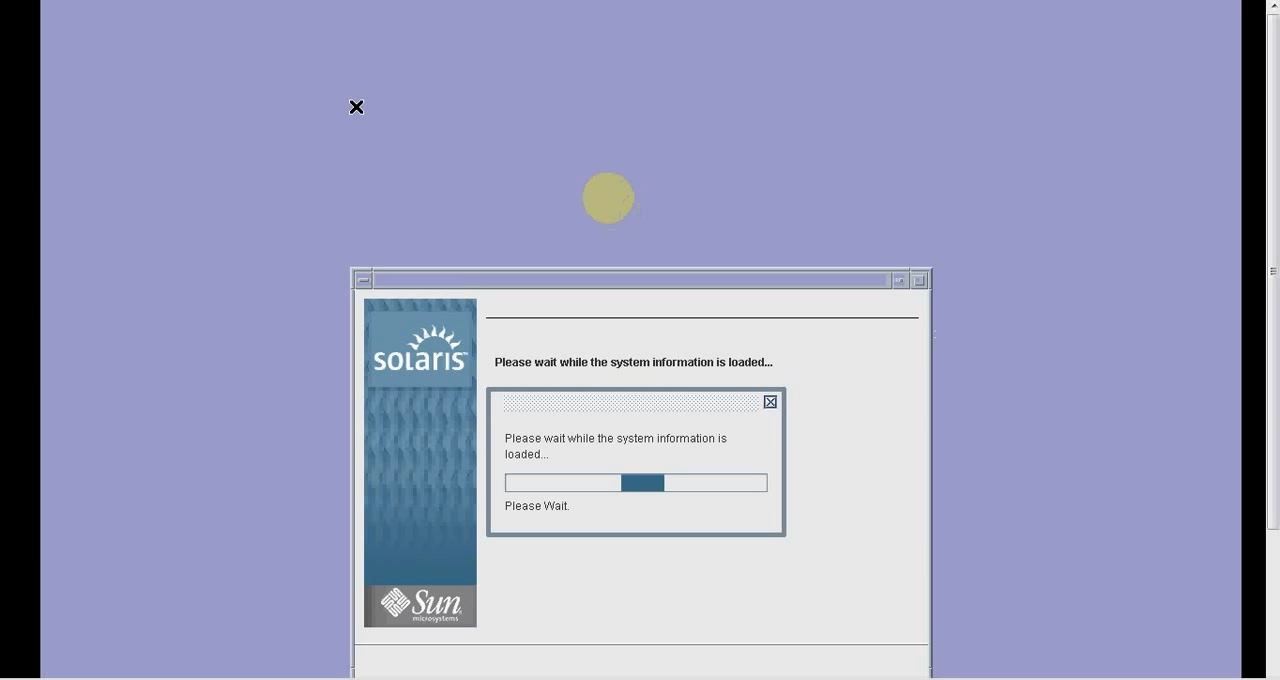 solaris™
Please wait while the system information is loaded...
Please wait while the system information is
loaded...
Please Wait.
Sun
microsystems